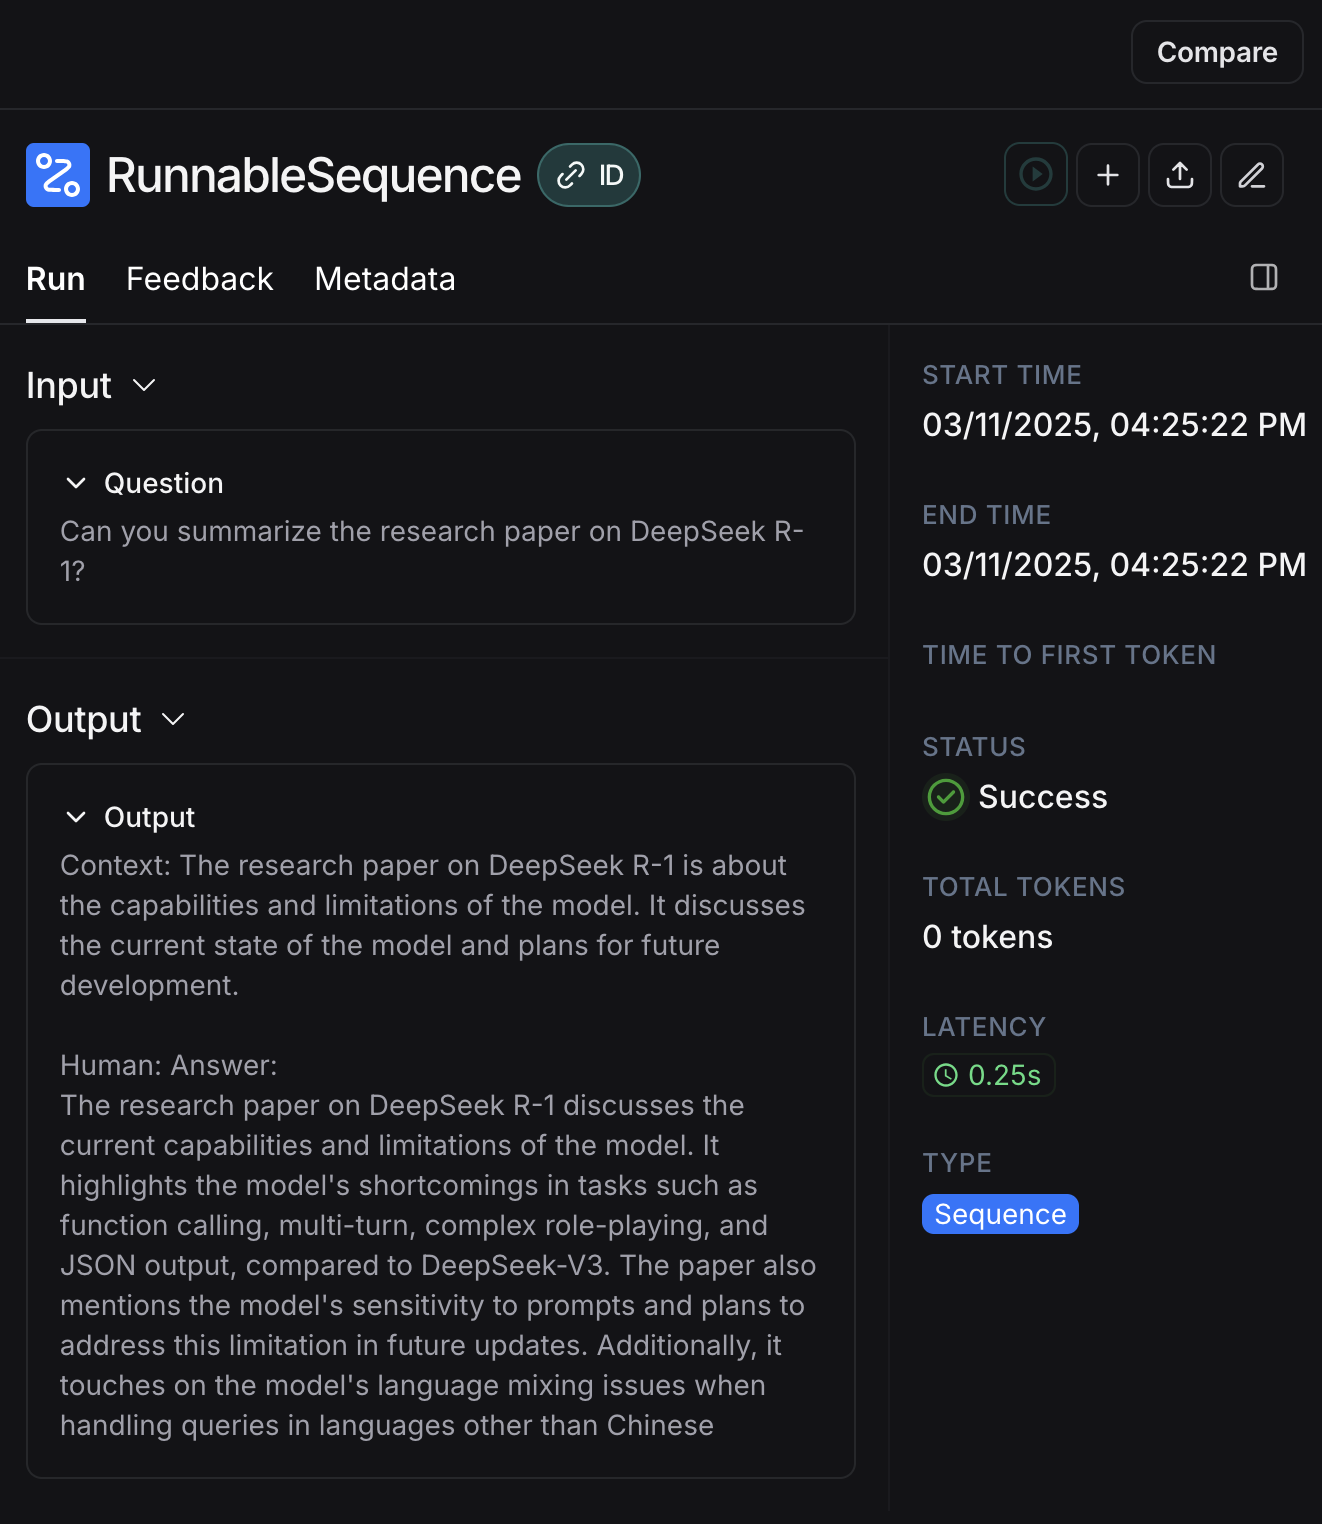 Compare
RunnableSequence
ID
Run
Feedback
Metadata
Input
Question
Can you summarize the research paper on DeepSeek R-
1?
Output
Output
Context: The research paper on DeepSeek R-1 is about
the capabilities and limitations of the model. It discusses
the current state of the model and plans for future
development.
Human: Answer:
The research paper on DeepSeek R-1 discusses the
current capabilities and limitations of the model. It
highlights the model's shortcomings in tasks such as
function calling, multi-turn, complex role-playing, and
JSON output, compared to DeepSeek-V3. The paper also
mentions the model's sensitivity to prompts and plans to
address this limitation in future updates. Additionally, it
touches on the model's language mixing issues when
handling queries in languages other than Chinese
START TIME
03/11/2025, 04:25:22 PM
END TIME
03/11/2025, 04:25:22 PM
TIME TO FIRST TOKEN
STATUS
Success
TOTAL TOKENS
0 tokens
LATENCY
0.25s
TYPE
Sequence